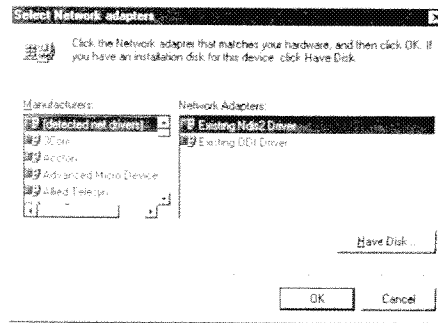 Select Network adapters
Click the Network adapter that matches your hardware, and then click OK. If
you have an installation disk for this device, click Have Disk.
Manufacturers:
Network Adapters:
(detected net drivers)
3Com
Accton
Advanced Micro Device
Allied Telesyn
Existing Ndis2 Driver
Existing ODI Driver
Have Disk...
OK
Cancel